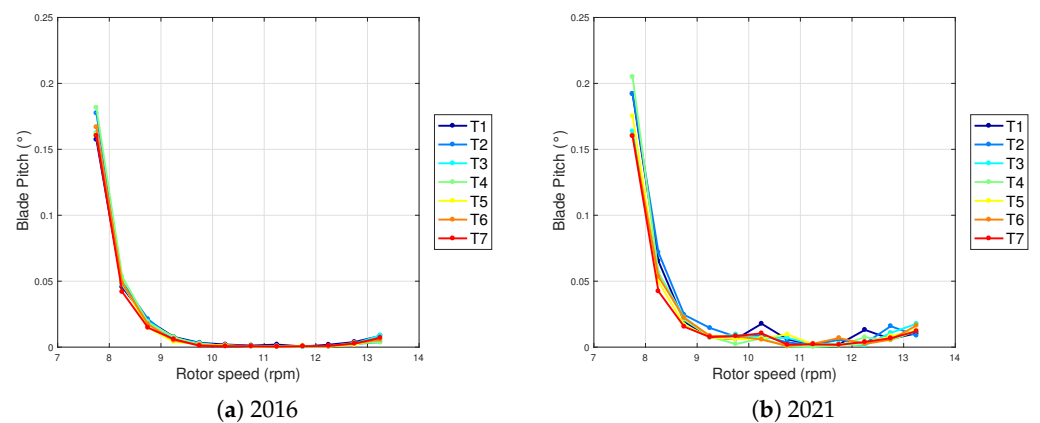 0.25
0.2
0.15
0.1
0.05
0
Blade Pitch (°)
7 8 9 10 11 12 13 14
Rotor speed (rpm)
T1
T2
T3
T4
T5
T6
T7
(a) 2016
0.25
0.2
0.15
0.1
0.05
0
Blade Pitch (°)
7 8 9 10 11 12 13 14
Rotor speed (rpm)
T1
T2
T3
T4
T5
T6
T7
(b) 2021